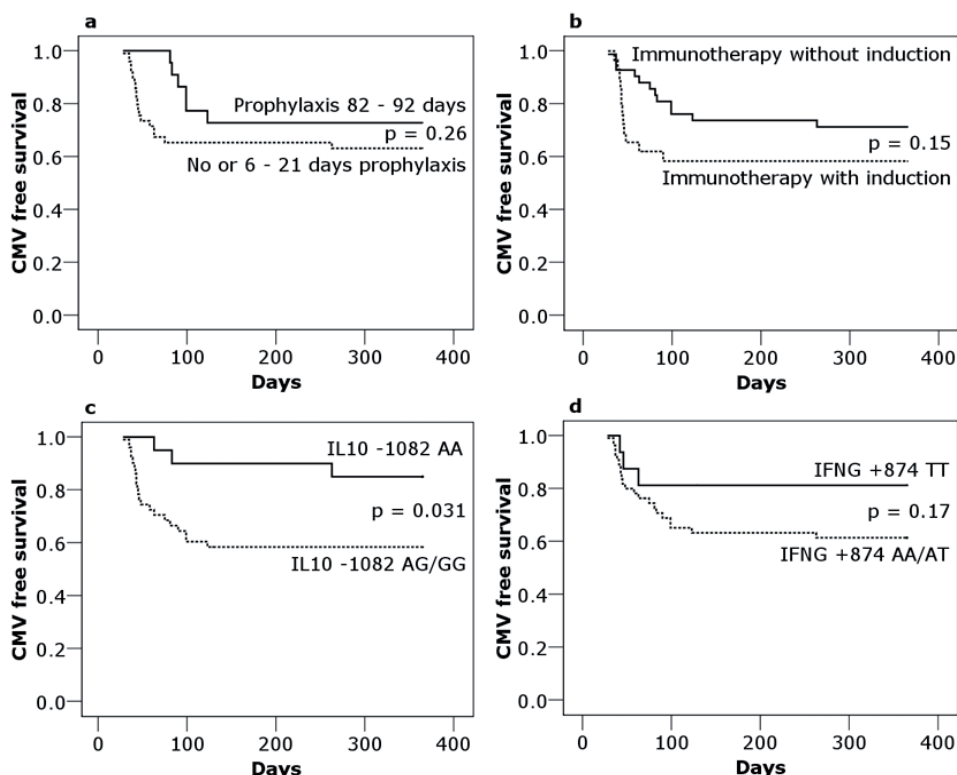 a
CMV free survival
1.0
0.8
0.6
0.4
0.2
0.0
Prophylaxis 82 - 92 days
p = 0.26
No or 6 - 21 days prophylaxis
0 100 200 300 400
Days
b
CMV free survival
1.0
0.8
0.6
0.4
0.2
0.0
Immunotherapy without induction
p = 0.15
Immunotherapy with induction
0 100 200 300 400
Days
c
CMV free survival
1.0
0.8
0.6
0.4
0.2
0.0
IL10 -1082 AA
p = 0.031
IL10 -1082 AG/GG
0 100 200 300 400
Days
d
CMV free survival
1.0
0.8
0.6
0.4
0.2
0.0
IFNG +874 TT
p = 0.17
IFNG +874 AA/AT
0 100 200 300 400
Days